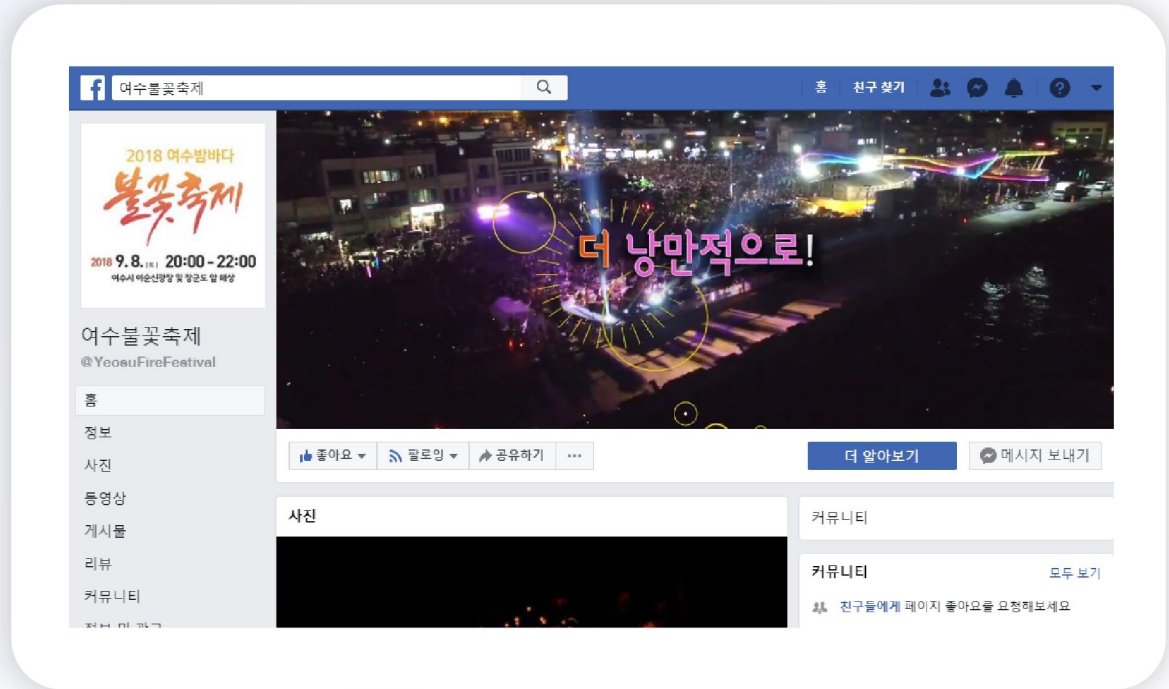 여수불꽃축제
홈 친구 찾기
2018 여수밤바다
불꽃축제
2018 9. 8. (토) 20:00 - 22:00
여수시 이순신광장 및 장군도 앞 해상
더 낭만적으로!
여수불꽃축제
@YeosuFireFestival
홈
정보
사진
동영상
게시물
리뷰
커뮤니티
좋아요 팔로잉 공유하기 ...
더 알아보기 메시지 보내기
사진
커뮤니티
커뮤니티 모두 보기
친구들에게 페이지 좋아요를 요청해보세요